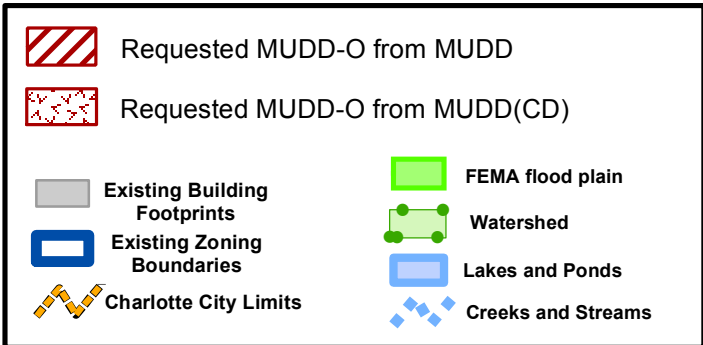 Requested MUDD-O from MUDD
Requested MUDD-O from MUDD(CD)
Existing Building
Footprints
Existing Zoning
Boundaries
Charlotte City Limits
FEMA flood plain
Watershed
Lakes and Ponds
Creeks and Streams